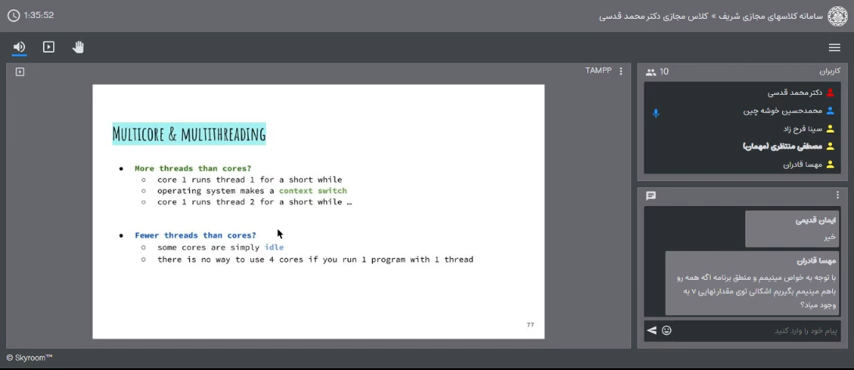 1:35:52
سامانه کلاسهای مجازی شریف » کلاس مجازی دکتر محمد قدسی
TAMPP
MULTICORE & MULTITHREADING
More threads than cores?
core 1 runs thread 1 for a short while
operating system makes a context switch
core 1 runs thread 2 for a short while …
Fewer threads than cores?
some cores are simply idle
there is no way to use 4 cores if you run 1 program with 1 thread
77
کاربران
10
دکتر محمد قدسی
محمدحسین خوشه چین
سینا فرح زاد
مصطفی منتظری (مهمان)
مهسا قادران
ایمان قدیمی
خیر
مهسا قادران
با توجه به خواص مینیمم و منطق برنامه اگه همه رو
باهم مینیمم بگیریم اشکالی توی مقدار نهایی ۷ به
وجود میاد؟
پیام خود را وارد کنید.
© Skyroom™